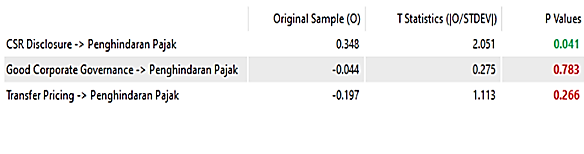 Original Sample (O) T Statistics (|O/STDEV|) P Values
CSR Disclosure -> Penghindaran Pajak 0.348 2.051 0.041
Good Corporate Governance -> Penghindaran Pajak -0.044 0.275 0.783
Transfer Pricing -> Penghindaran Pajak -0.197 1.113 0.266